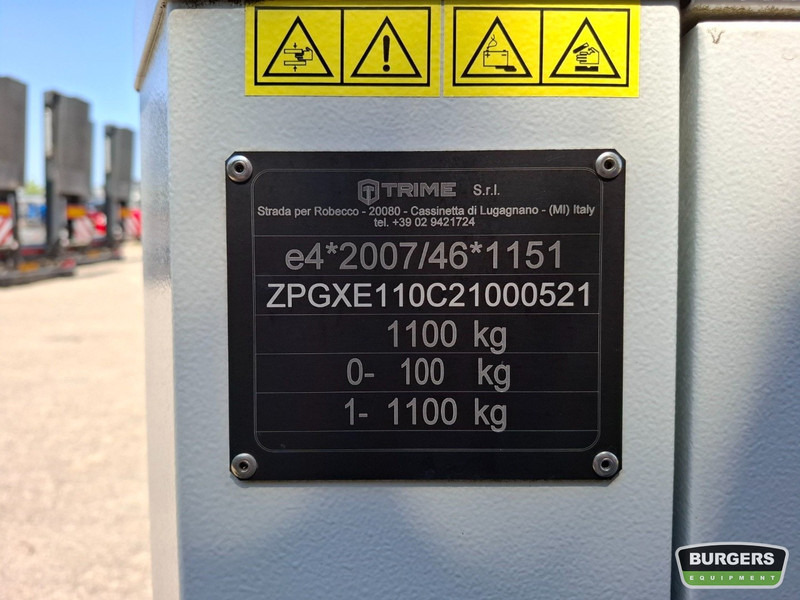 TRIME S.r.l.
Strada per Robecco - 20080 - Cassinetta di Lugagnano - (MI) Italy
tel. +39 02 9421724
e4*2007/46*1151
ZPGXE110C21000521
1100 kg
0- 100 kg
1- 1100 kg
BURGERS
EQUIPMENT